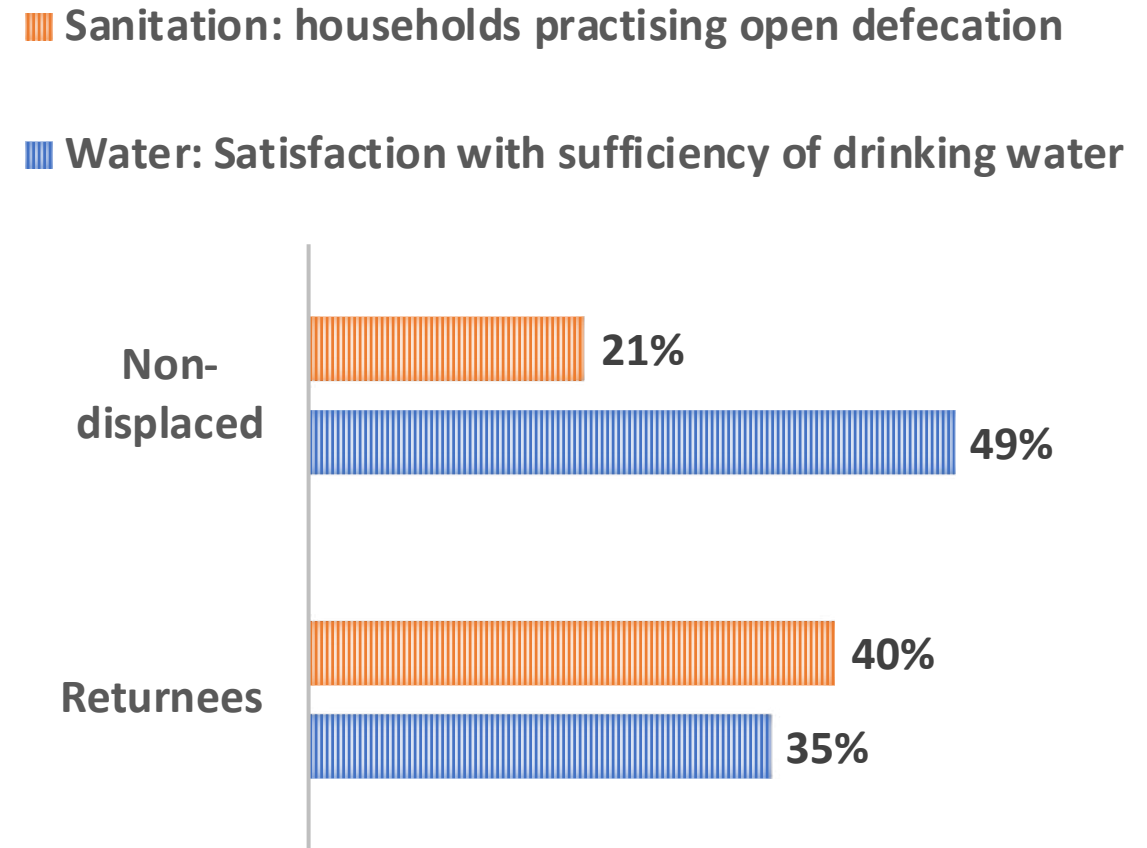 Sanitation: households practising open defecation
Water: Satisfaction with sufficiency of drinking water
Non-
displaced
21%
49%
Returnees
40%
35%